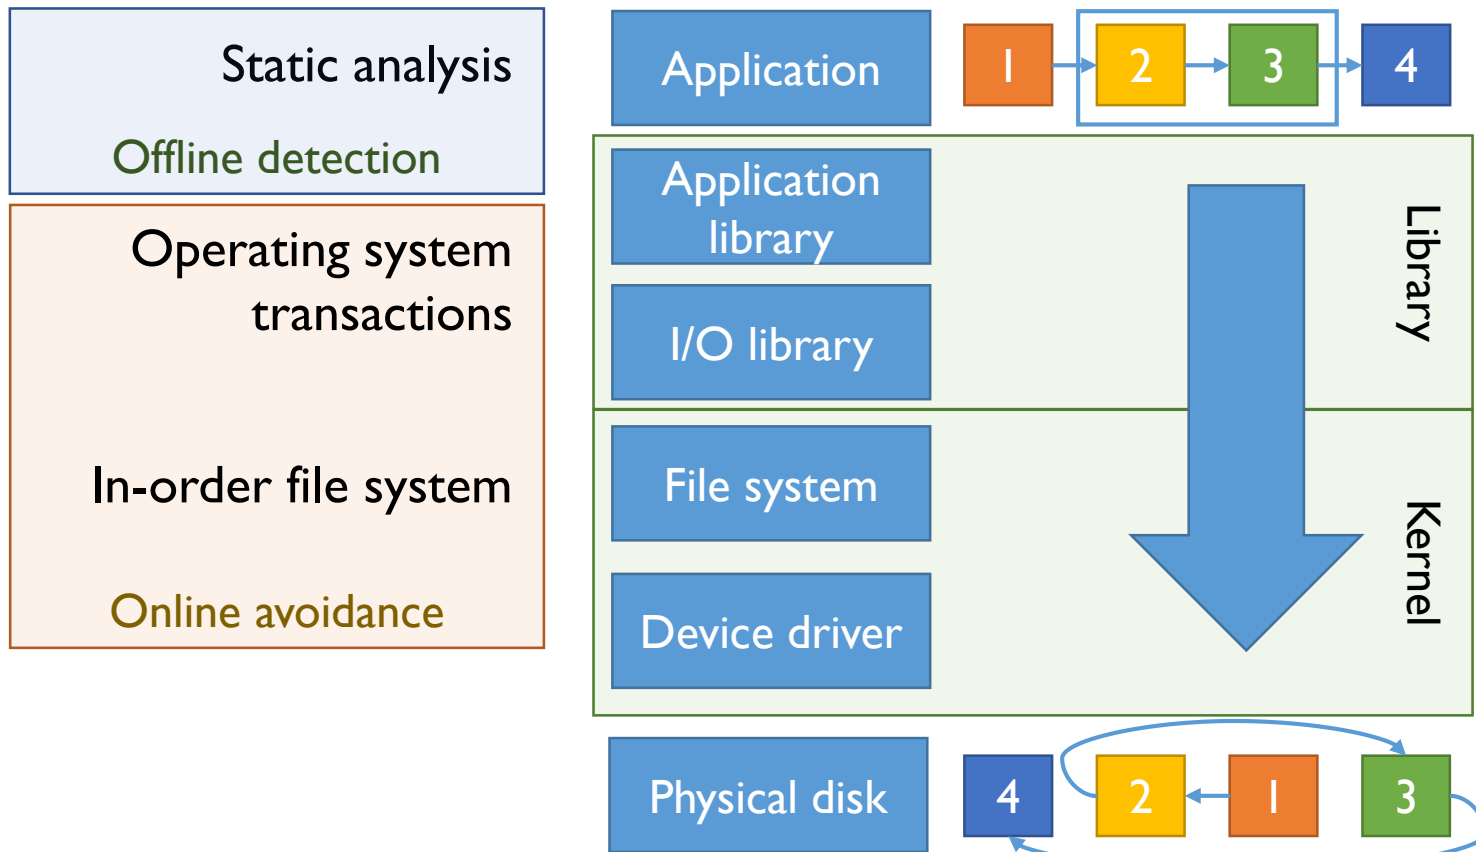 Static analysis
Offline detection
Operating system
transactions
In-order file system
Online avoidance
Application
1 2 3 4
Application
library
I/O library
Library
File system
Device driver
Kernel
Physical disk
4 2 1 3